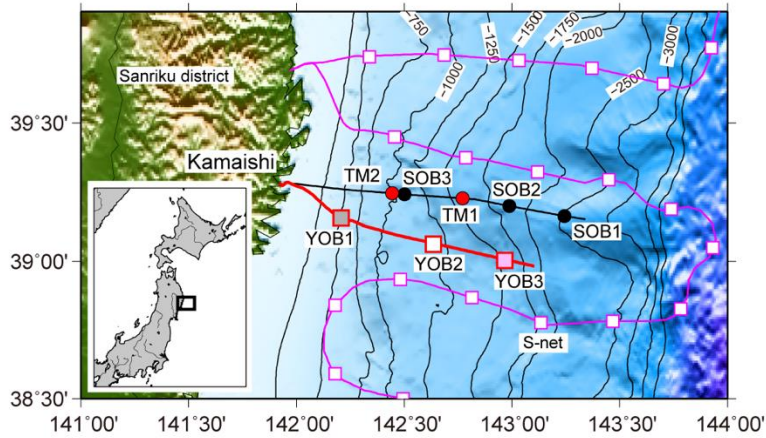 ~750
~1000
~1250
~1500
~1750
~2000
~2500
~3000
Sanriku district
39°30'
Kamaishi
TM2
SOB3
TM1
SOB2
SOB1
YOB1
YOB2
YOB3
39°00'
S-net
38°30'
141°00'
141°30'
142°00'
142°30'
143°00'
143°30'
144°00'